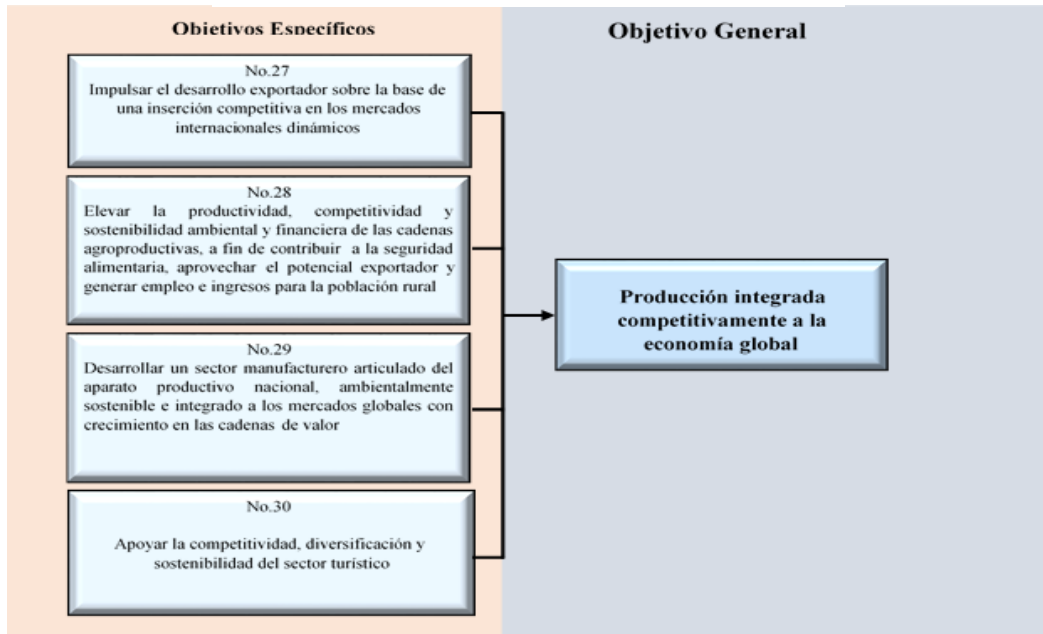 Objetivos Específicos
Objetivo General
No.27
Impulsar el desarrollo exportador sobre la base de
una inserción competitiva en los mercados
internacionales dinámicos
No.28
Elevar la productividad, competitividad y
sostenibilidad ambiental y financiera de las cadenas
agroproductivas, a fin de contribuir a la seguridad
alimentaria, aprovechar el potencial exportador y
generar empleo e ingresos para la población rural
No.29
Desarrollar un sector manufacturero articulado del
aparato productivo nacional, ambientalmente
sostenible e integrado a los mercados globales con
crecimiento en las cadenas de valor
No.30
Apoyar la competitividad, diversificación y
sostenibilidad del sector turístico
Producción integrada
competitivamente a la
economía global